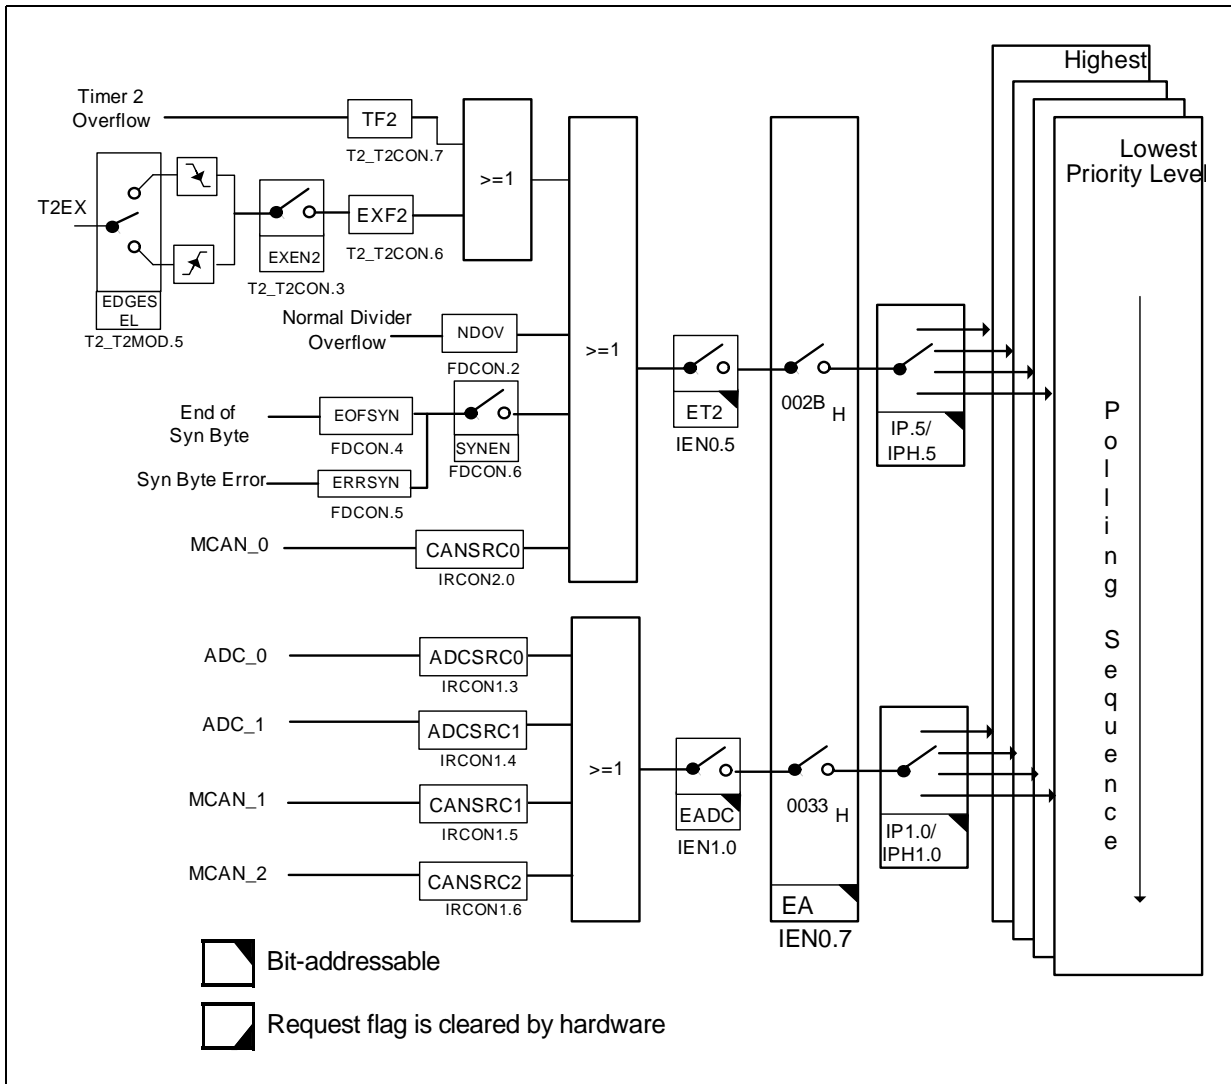 Highest
Lowest
Priority Level
Timer 2
Overflow
TF2
T2_T2CON.7
>=1
T2EX
EDGES
EL
T2_T2MOD.5
EXEN2
T2_T2CON.3
EXF2
T2_T2CON.6
Normal Divider
Overflow
NDOV
FDCON.2
>=1
End of
Syn Byte
EOFSYN
FDCON.4
SYNEN
FDCON.6
Syn Byte Error
ERRSYN
FDCON.5
MCAN_0
CANSRC0
IRCON2.0
ET2
IEN0.5
002B H
IP.5/
IPH.5
ADC_0
ADCSRC0
IRCON1.3
ADC_1
ADCSRC1
IRCON1.4
MCAN_1
CANSRC1
IRCON1.5
MCAN_2
CANSRC2
IRCON1.6
>=1
EADC
IEN1.0
0033 H
IP1.0/
IPH1.0
EA
IEN0.7
Polling Sequence
Bit-addressable
Request flag is cleared by hardware